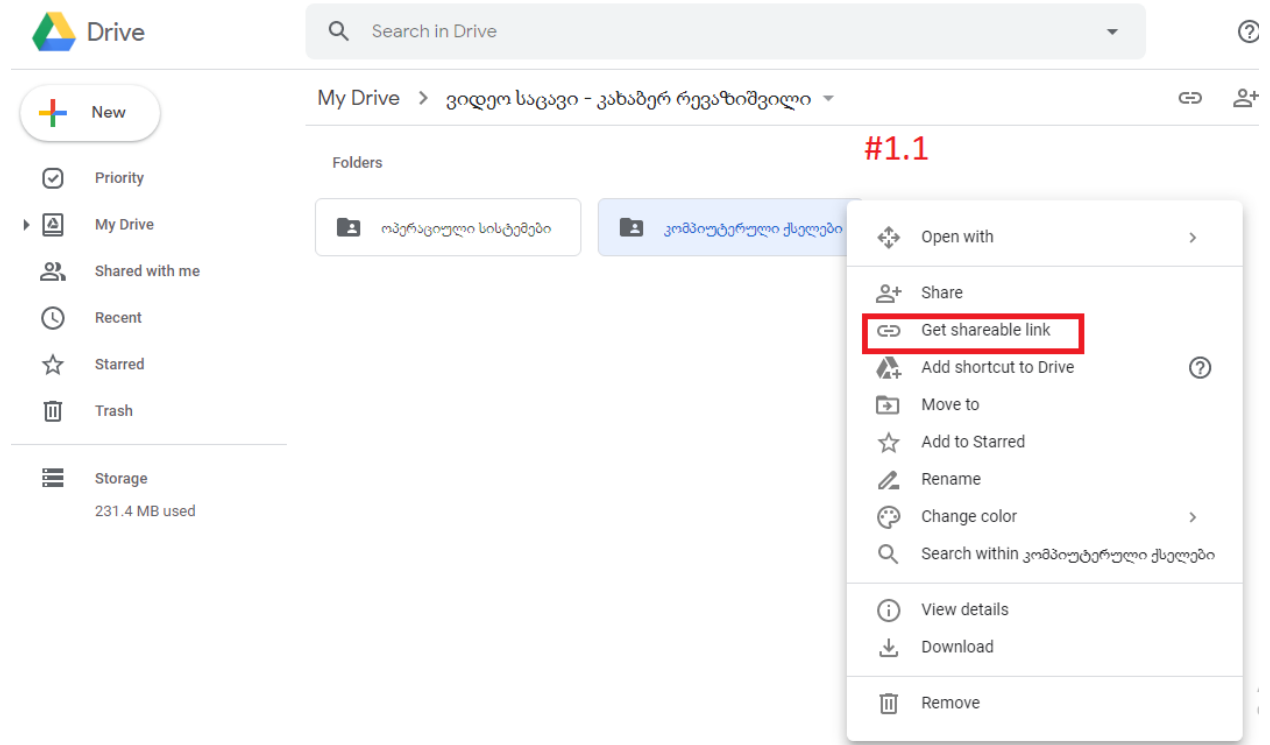 Drive
Search in Drive
New
My Drive > ვიდეო საცავი - კახაბერ რევაზიშვილი
#1.1
Folders
Priority
My Drive
Shared with me
Recent
Starred
Trash
Storage
231.4 MB used
ოპერაციული სისტემები
კომპიუტერული ქსელები
Open with
Share
Get shareable link
Add shortcut to Drive
Move to
Add to Starred
Rename
Change color
Search within კომპიუტერული ქსელები
View details
Download
Remove